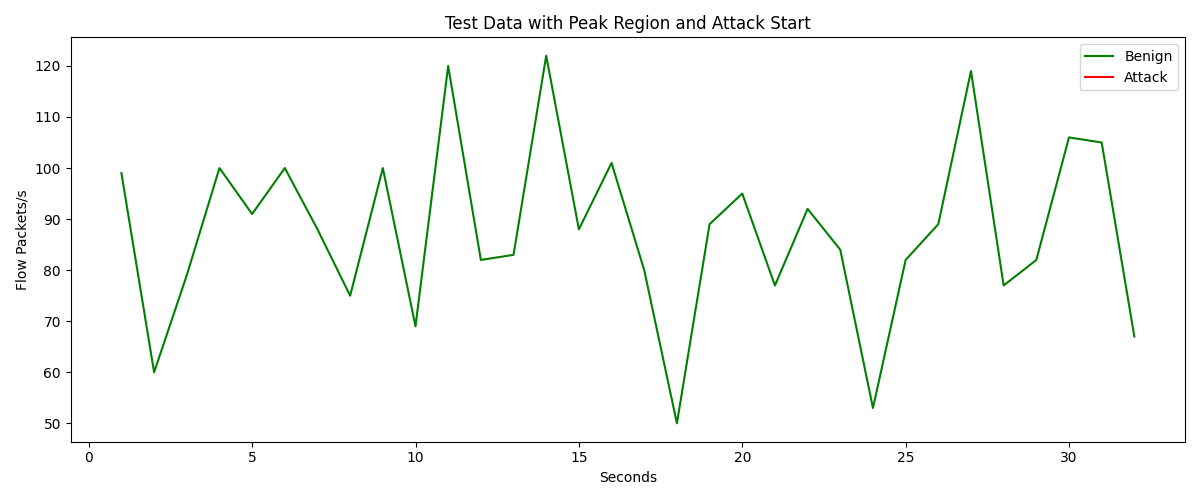 Test Data with Peak Region and Attack Start
Benign
Attack
120
110
100
90
80
70
60
50
Flow Packets/s
0 5 10 15 20 25 30
Seconds